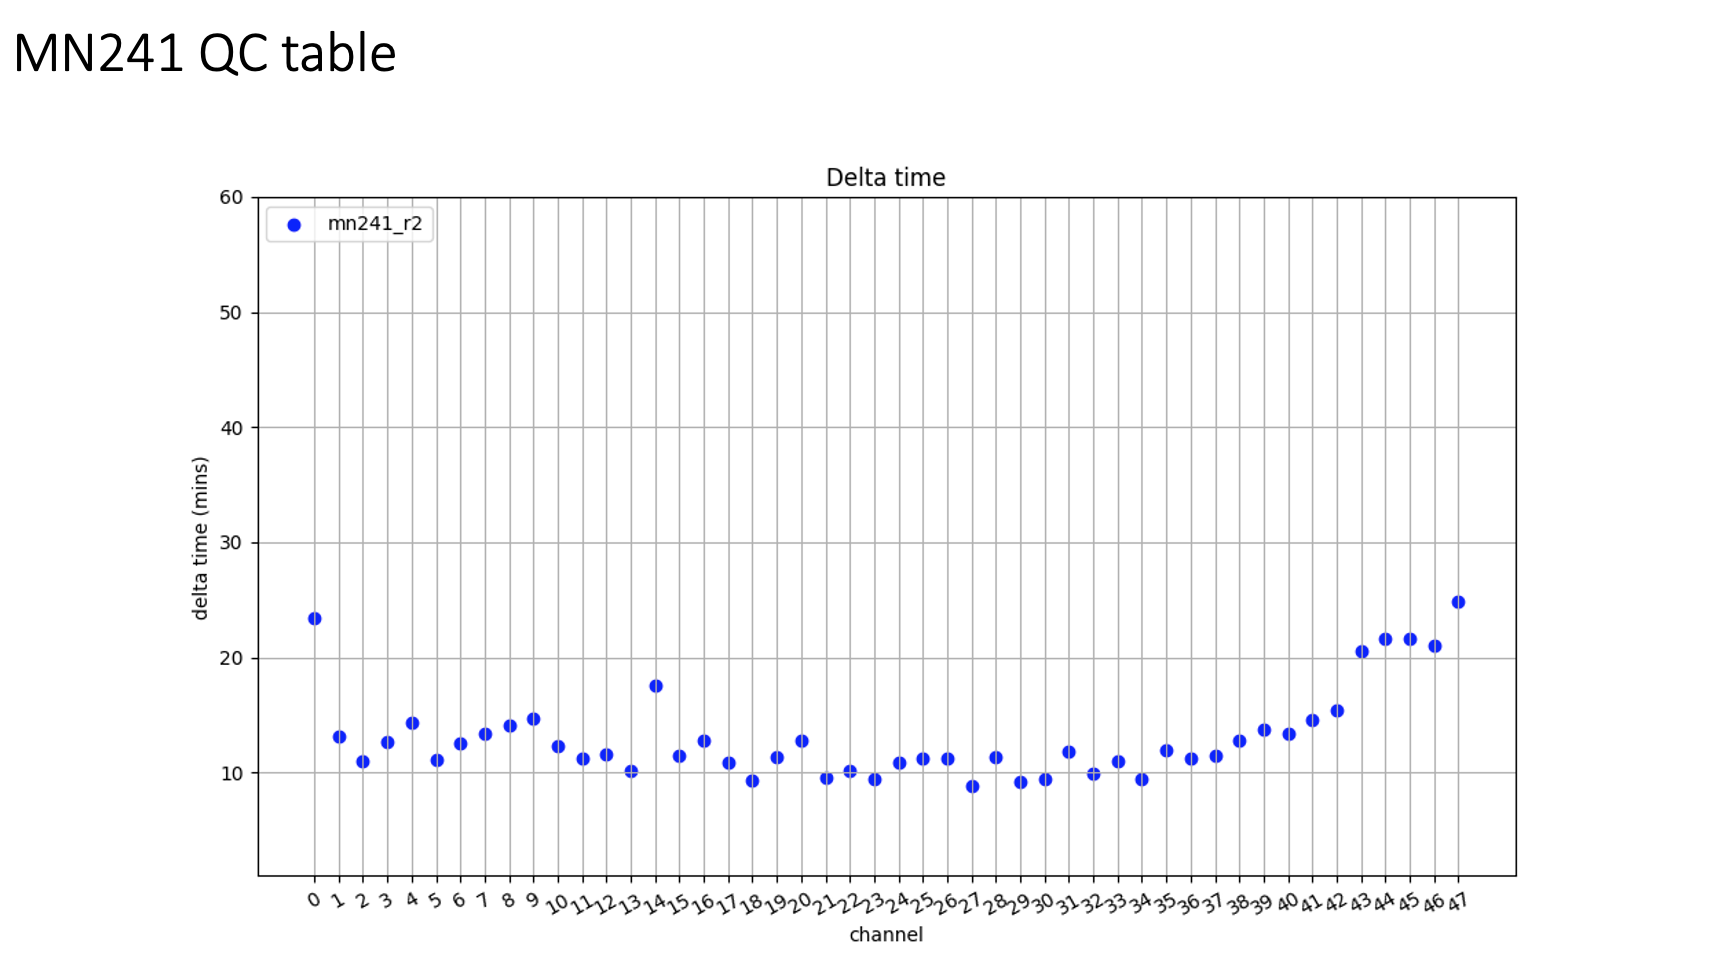 MN241 QC table
Delta time
mn241_r2
60
50
40
30
20
10
delta time (mins)
0 1 2 3 4 5 6 7 8 9 10 11 12 13 14 15 16 17 18 19 20 21 22 23 24 25 26 27 28 29 30 31 32 33 34 35 36 37 38 39 40 41 42 43 44 45 46 47
channel